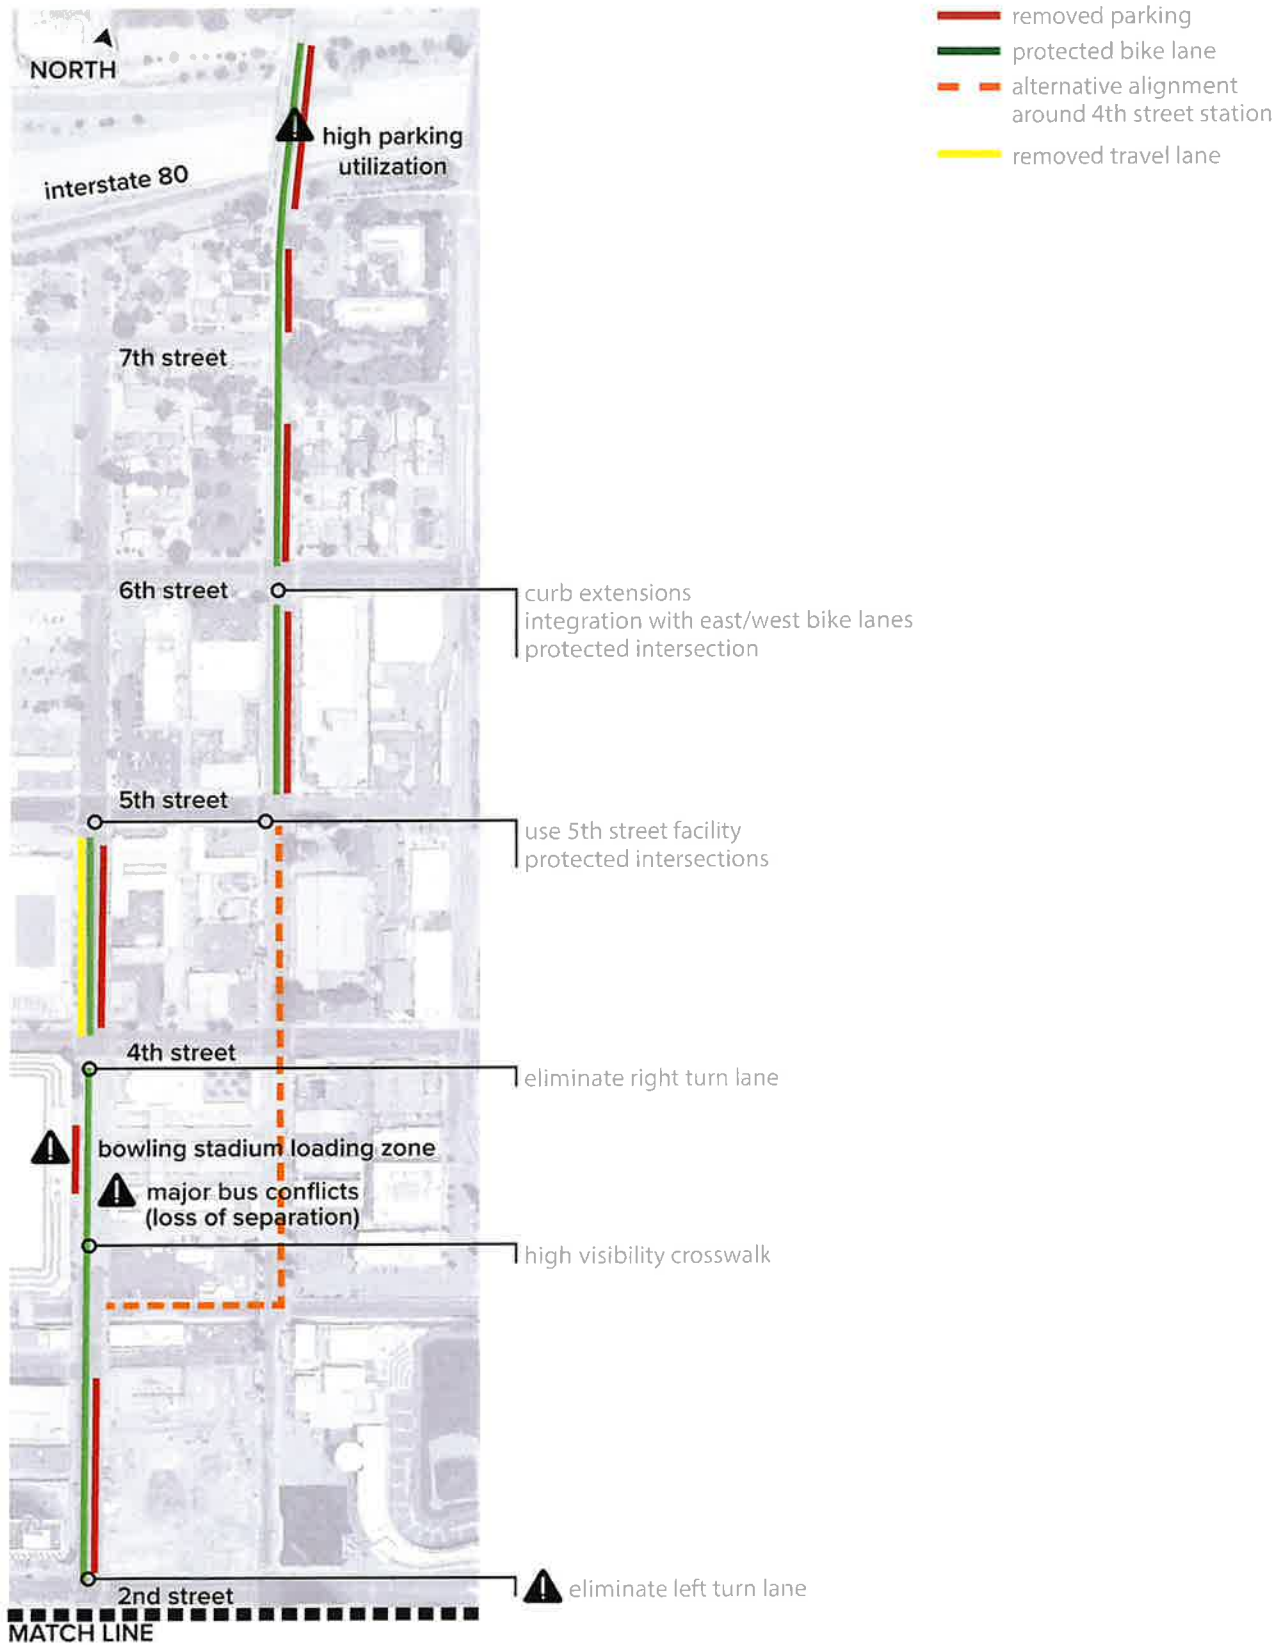 NORTH
removed parking
protected bike lane
alternative alignment
around 4th street station
removed travel lane
high parking
utilization
interstate 80
7th street
6th street
curb extensions
integration with east/west bike lanes
protected intersection
5th street
use 5th street facility
protected intersections
4th street
eliminate right turn lane
bowling stadium loading zone
major bus conflicts
(loss of separation)
high visibility crosswalk
eliminate left turn lane
2nd street
MATCH LINE